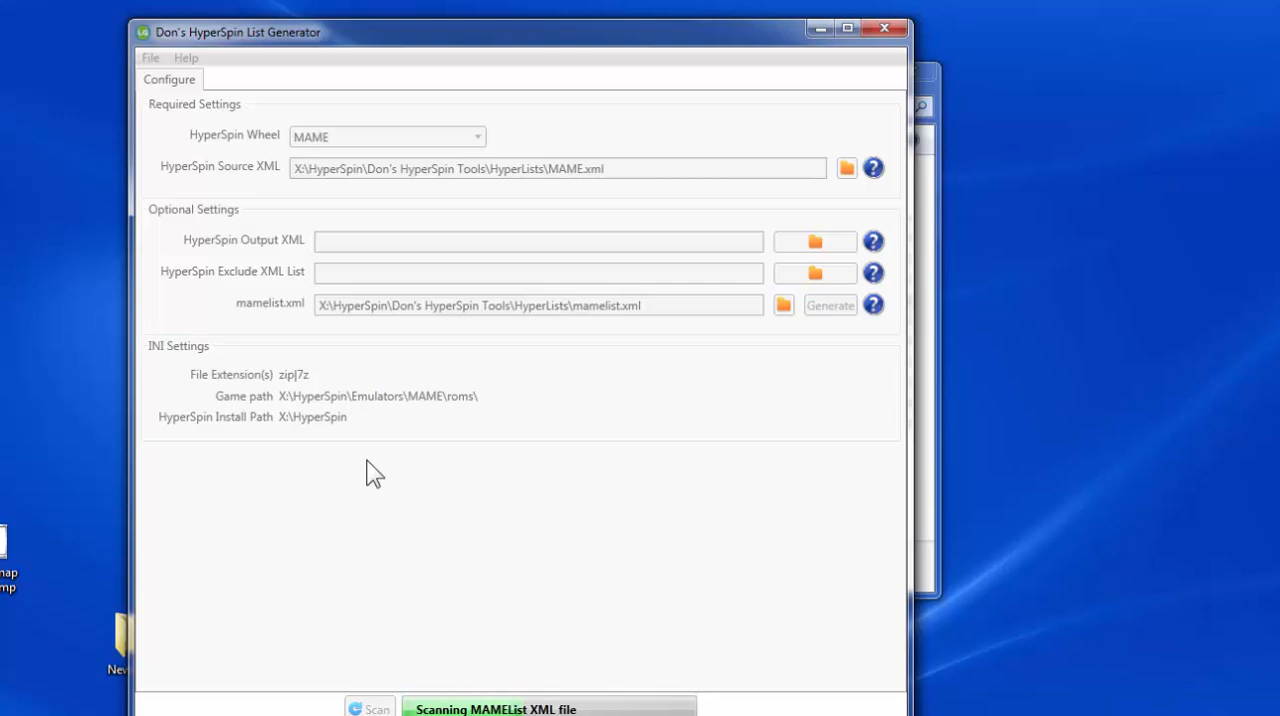 Don's HyperSpin List Generator
File Help
Configure
Required Settings
HyperSpin Wheel MAME
HyperSpin Source XML X:\HyperSpin\Don's HyperSpin Tools\HyperLists\MAME.xml
Optional Settings
HyperSpin Output XML
HyperSpin Exclude XML List
mamelist.xml X:\HyperSpin\Don's HyperSpin Tools\HyperLists\mamelist.xml Generate
INI Settings
File Extension(s) zip|7z
Game path X:\HyperSpin\Emulators\MAME\roms\
HyperSpin Install Path X:\HyperSpin
map
mp
New
Scan Scanning MAMEList XML file